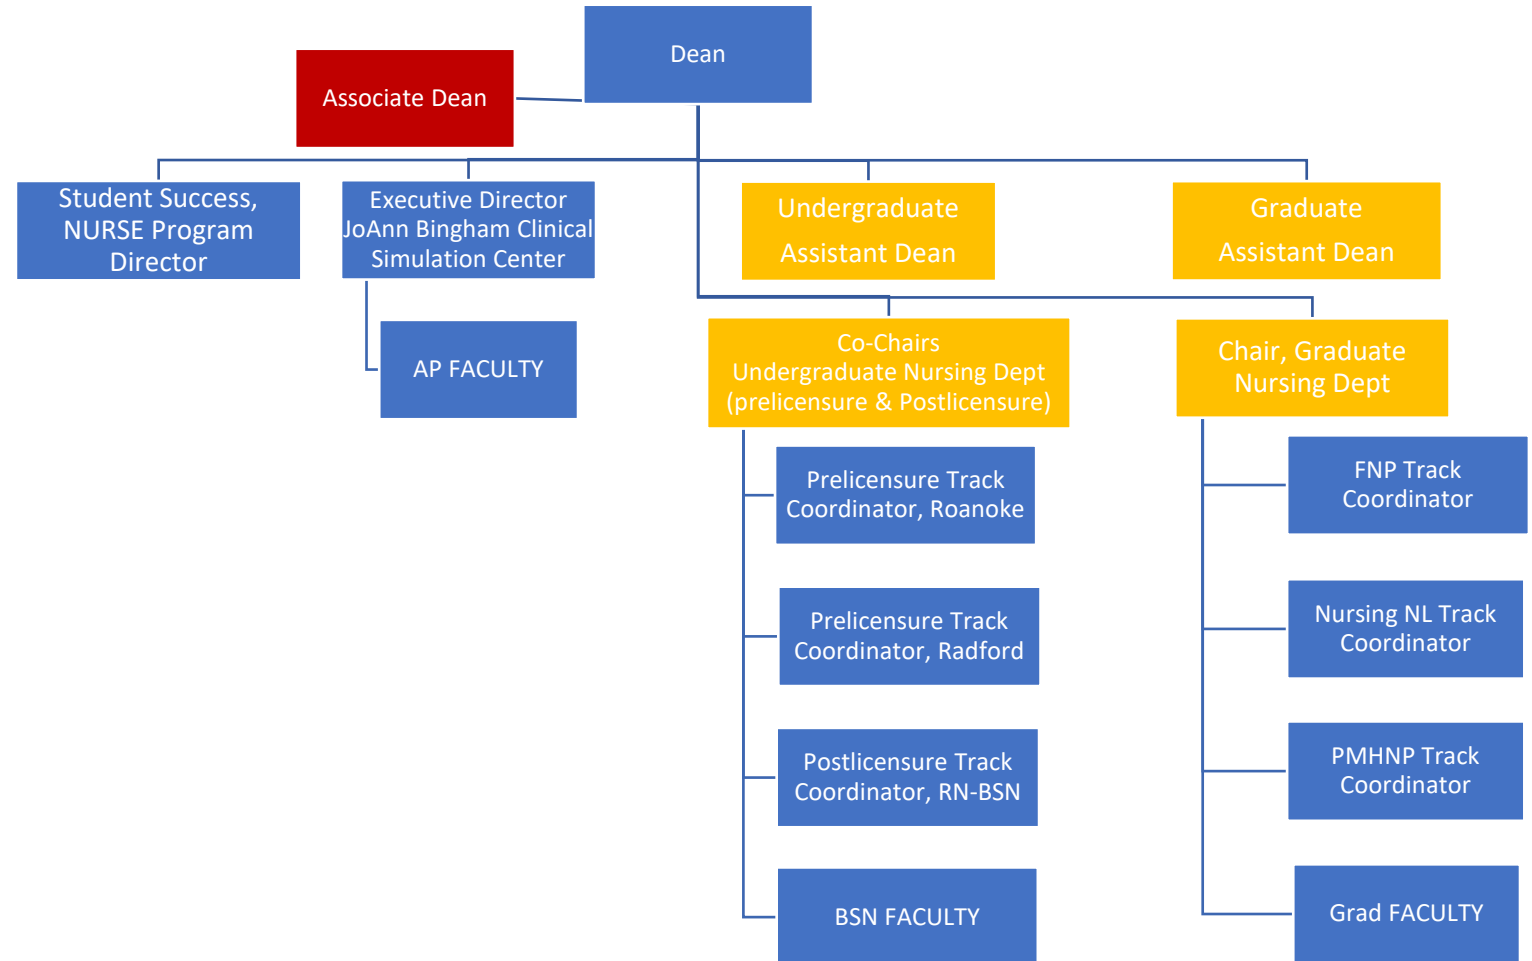 Dean
Associate Dean
Student Success,
NURSE Program
Director
Executive Director
JoAnn Bingham Clinical
Simulation Center
Undergraduate
Assistant Dean
Graduate
Assistant Dean
AP FACULTY
Co-Chairs
Undergraduate Nursing Dept
(prelicensure & Postlicensure)
Chair, Graduate
Nursing Dept
Prelicensure Track
Coordinator, Roanoke
Prelicensure Track
Coordinator, Radford
Postlicensure Track
Coordinator, RN-BSN
BSN FACULTY
FNP Track
Coordinator
Nursing NL Track
Coordinator
PMHNP Track
Coordinator
Grad FACULTY